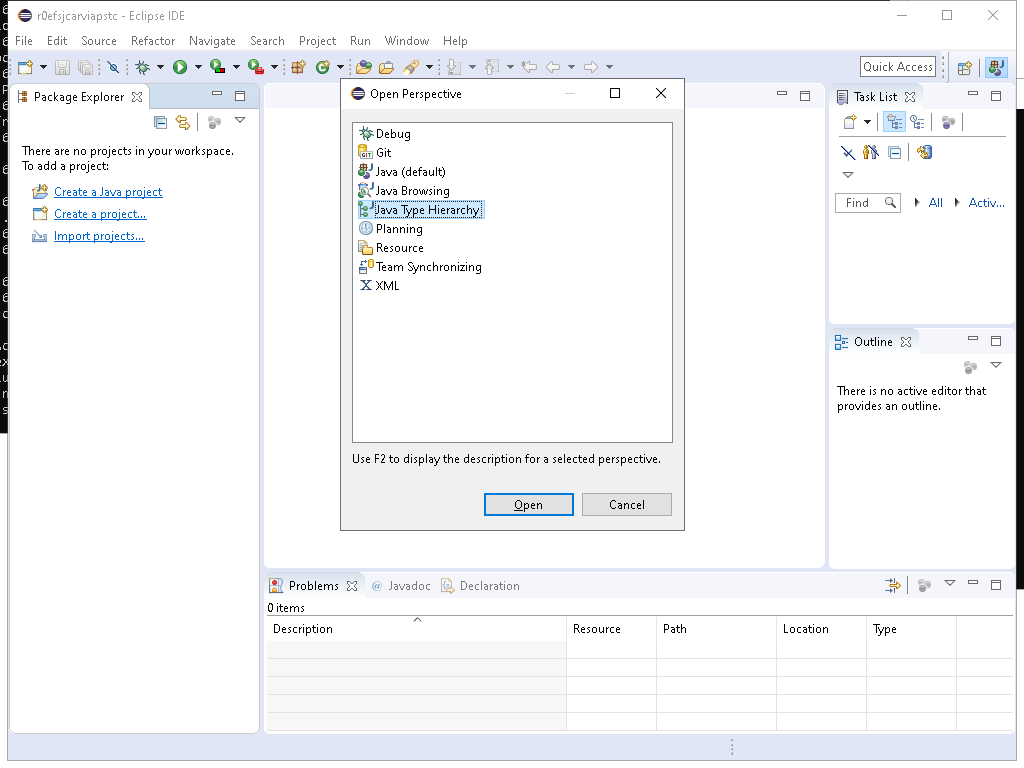 r0efsjcarviapstc - Eclipse IDE
File Edit Source Refactor Navigate Search Project Run Window Help
Quick Access
Package Explorer
There are no projects in your workspace.
To add a project:
Create a Java project
Create a project...
Import projects...
Open Perspective
Debug
Git
Java (default)
Java Browsing
Java Type Hierarchy
Planning
Resource
Team Synchronizing
XML
Use F2 to display the description for a selected perspective.
Open Cancel
Task List
Find All Activ...
Outline
There is no active editor that
provides an outline.
Problems @ Javadoc Declaration
0 items
Description Resource Path Location Type